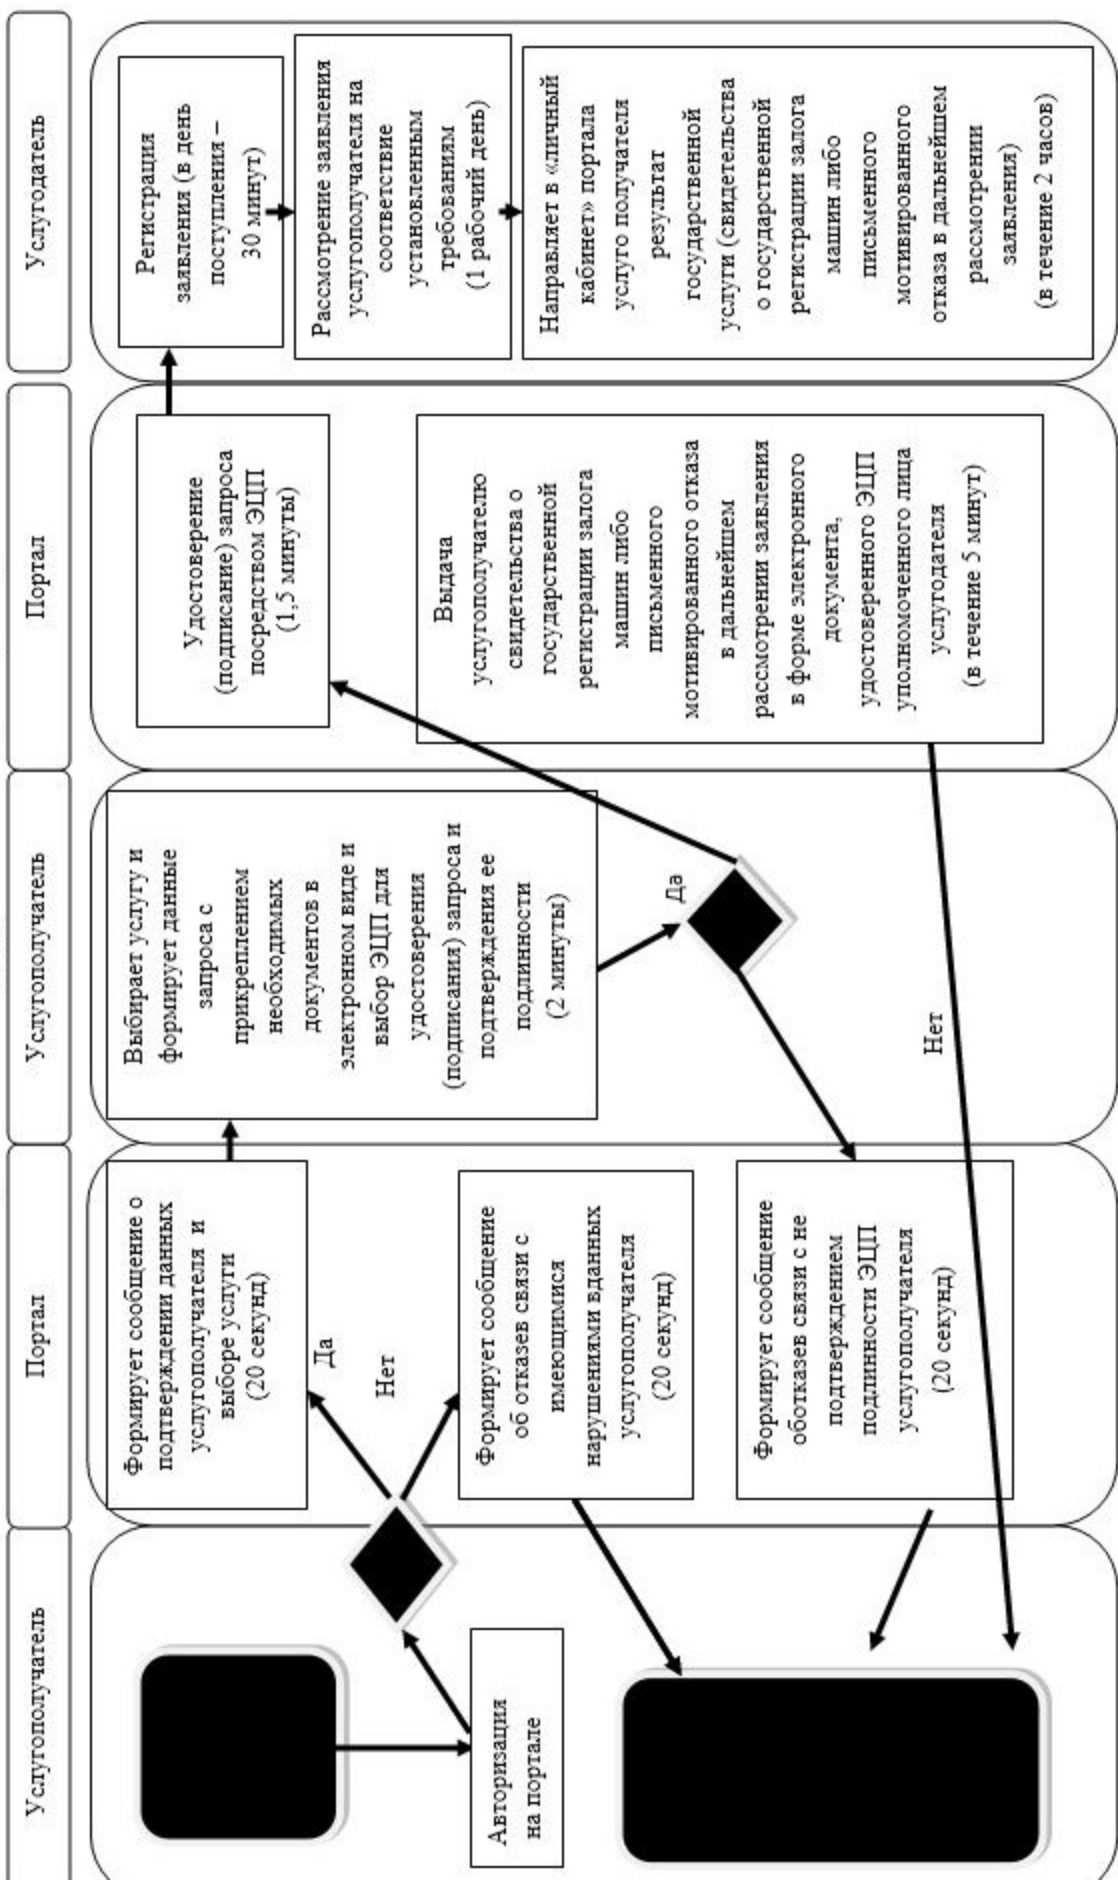 Услугополучатель
Портал
Услугополучатель
Портал
Услугодатель
Авторизация
на портале
Формирует сообщение о
подтверждении данных
услугополучателя и
выборе услуги
(20 секунд)
Да
Нет
Формирует сообщение
об отказев связи с
имеющимися
нарушениями вданных
услугополучателя
(20 секунд)
Формирует сообщение
оботказев связи с не
подтверждением
подлинности ЭЦП
услугополучателя
(20 секунд)
Выбирает услугу и
формирует данные
запроса с
прикреплением
необходимых
документов в
электронном виде и
выбор ЭЦП для
удостоверения
(подписания) запроса и
подтверждения ее
подлинности
(2 минуты)
Да
Нет
Удостоверение
(подписание) запроса
посредством ЭЦП
(1,5 минуты)
Выдача
услугополучателю
свидетельства о
государственной
регистрации залога
машин либо
письменного
мотивированного отказа
в дальнейшем
рассмотрении заявления
в форме электронного
документа,
удостоверенного ЭЦП
уполномоченного лица
услугодателя
(в течение 5 минут)
Регистрация
заявления (в день
поступления –
30 минут)
Рассмотрение заявления
услугополучателя на
соответствие
установленным
требованиям
(1 рабочий день)
Направляет в «личный
кабинет» портала
услуго получателя
результат
государственной
услуги (свидетельства
о государственной
регистрации залога
машин либо
письменного
мотивированного
отказа в дальнейшем
рассмотрении
заявления)
(в течение 2 часов)